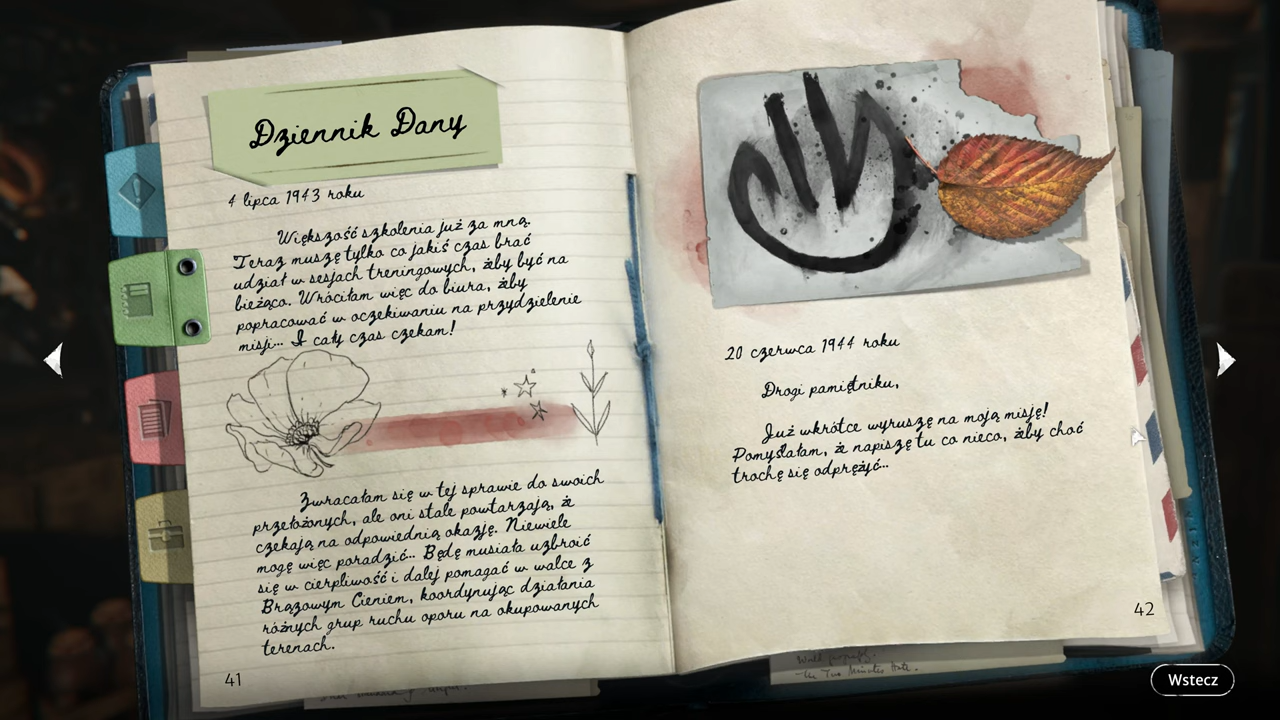 Dziennik Dany
4 lipca 1943 roku
Większość szkolenia już za mną.
Teraz muszę tylko co jakiś czas brać
udział w sesjach treningowych, żeby być na
bieżąco. Wróciłam więc do biura, żeby
popracować w oczekiwaniu na przydzielenie
misji... I cały czas czekam!
Zwracałam się w tej sprawie do swoich
przełożonych, ale oni stale powtarzają, że
czekają na odpowiednią okazję. Niewiele
mogę więc poradzić... Będę musiała uzbroić
się w cierpliwość i dalej pomagać w walce z
Brązowym Cieniem, koordynując działania
różnych grup ruchu oporu na okupowanych
terenach.
41
20 czerwca 1944 roku
Drogi pamiętniku,
Już wkrótce wyruszę na moją misję!
Pomyślałam, że napiszę tu co nieco, żeby choć
trochę się odprężyć...
42
Two Minutes Hate.
Wstecz